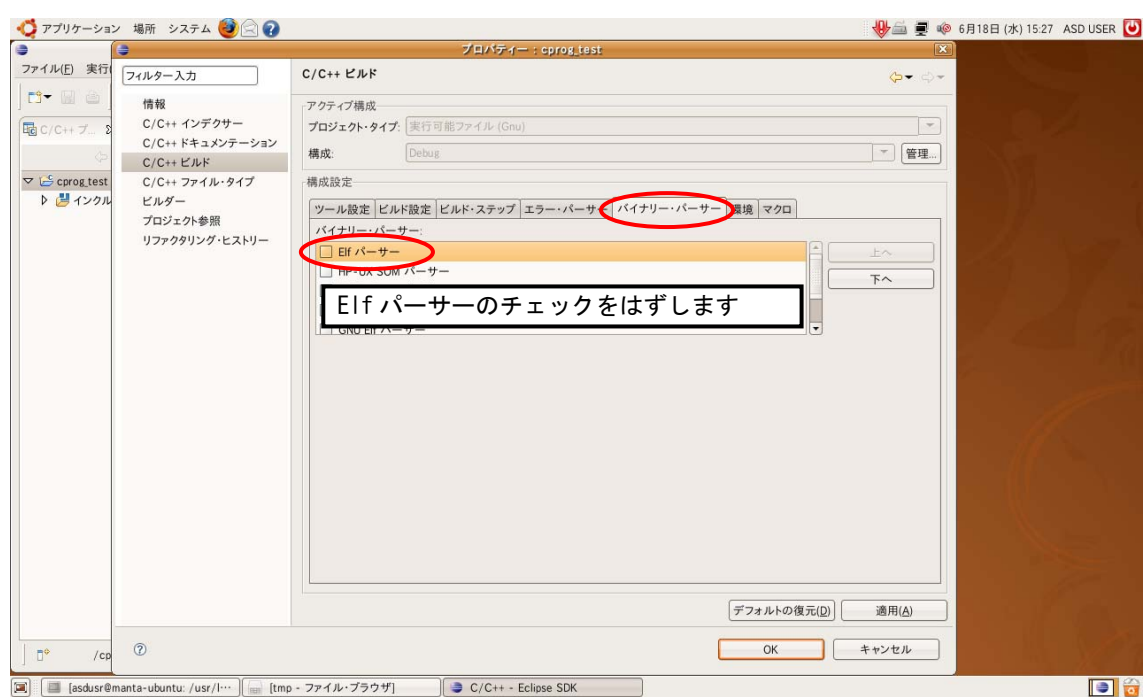 アプリケーション 場所 システム
6月18日 (水) 15:27 ASD USER
プロパティー : cprog_test
ファイル(F) 実行
フィルター入力
C/C++ ビルド
情報
C/C++ インデクサー
C/C++ ドキュメンテーション
C/C++ ビルド
C/C++ ファイル・タイプ
ビルダー
プロジェクト参照
リファクタリング・ヒストリー
C/C++ プ...
cprog_test
インクル
アクティブ構成
プロジェクト・タイプ: 実行可能ファイル (Gnu)
構成: Debug 管理...
構成設定
ツール設定 ビルド設定 ビルド・ステップ エラー・パーサー バイナリー・パーサー 環境 マクロ
バイナリー・パーサー:
Elf パーサー
HP-UX SOM パーサー
Elf パーサーのチェックをはずします
GNU Elf パーサー
上へ
下へ
デフォルトの復元(D) 適用(A)
OK キャンセル
/cp
[asdusr@manta-ubuntu: /usr/l… [tmp - ファイル・ブラウザ] C/C++ - Eclipse SDK